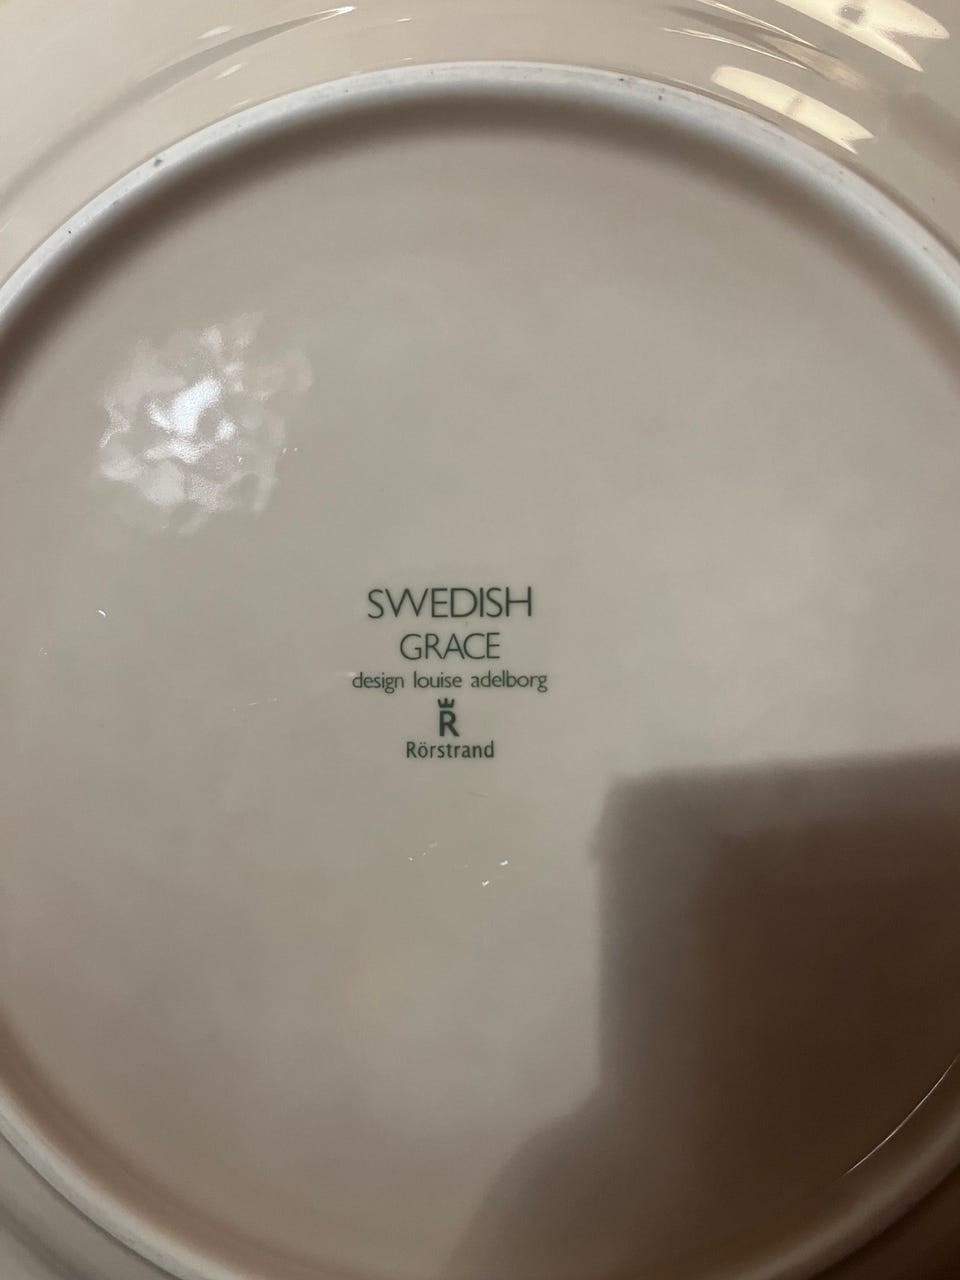 SWEDISH
GRACE
design louise adelborg
R
Rörstrand